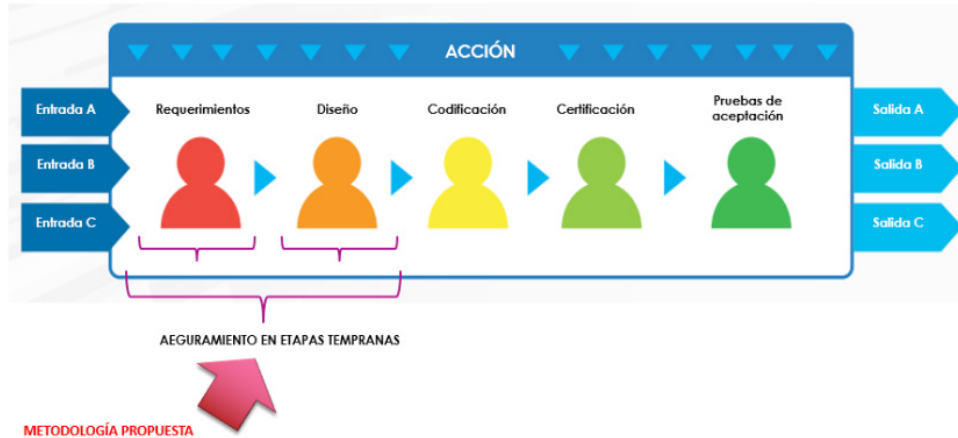 ACCIÓN
Entrada A
Entrada B
Entrada C
Requerimientos
Diseño
Codificación
Certificación
Pruebas de
aceptación
Salida A
Salida B
Salida C
AEGURAMIENTO EN ETAPAS TEMPRANAS
METODOLOGÍA PROPUESTA